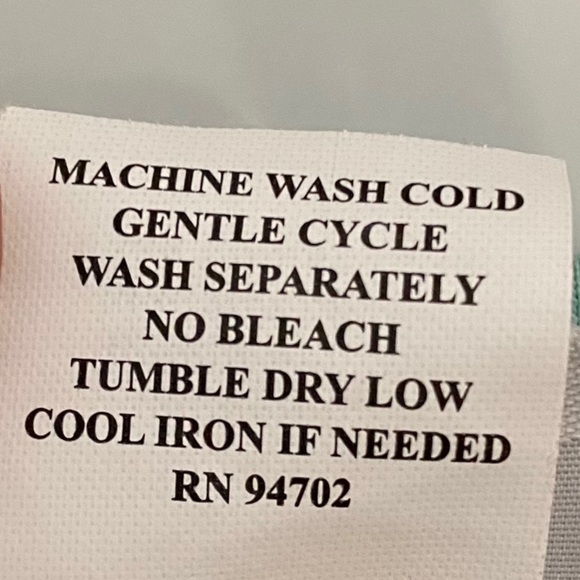 MACHINE WASH COLD
GENTLE CYCLE
WASH SEPARATELY
NO BLEACH
TUMBLE DRY LOW
COOL IRON IF NEEDED
RN 94702